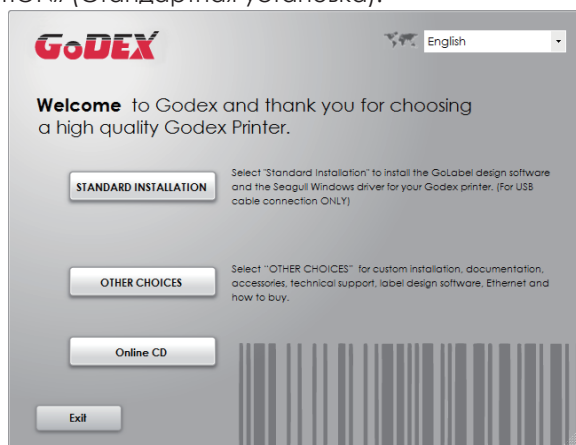 (Стандартная установка).
GoDEX
English
Welcome to Godex and thank you for choosing
a high quality Godex Printer.
STANDARD INSTALLATION
Select "Standard Installation" to install the GoLabel design software
and the Seagull Windows driver for your Godex printer. (For USB
cable connection ONLY)
OTHER CHOICES
Select "OTHER CHOICES" for custom installation, documentation,
accessories, technical support, label design software, Ethernet and
how to buy.
Online CD
Exit